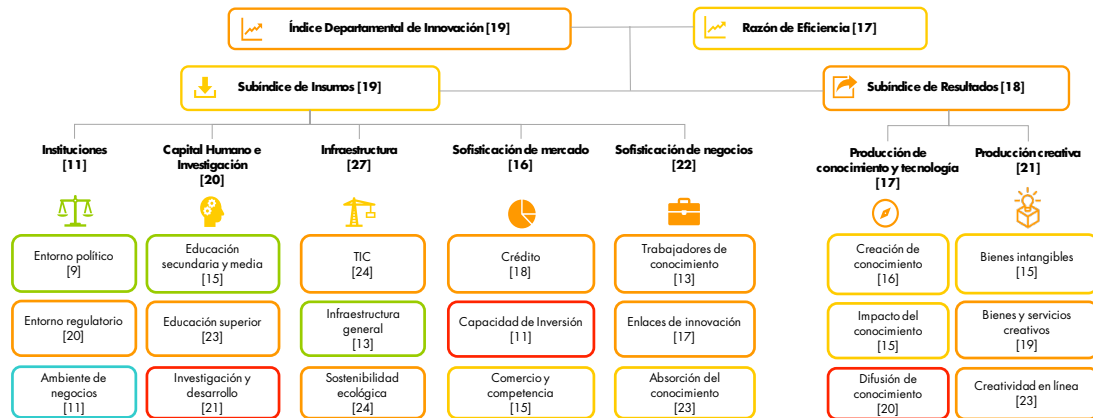 Índice Departamental de Innovación [19]
Razón de Eficiencia [17]
Subíndice de Insumos [19]
Subíndice de Resultados [18]
Instituciones
[11]
Capital Humano e
Investigación
[20]
Infraestructura
[27]
Sofisticación de mercado
[16]
Sofisticación de negocios
[22]
Producción de
conocimiento y tecnología
[17]
Producción creativa
[21]
Entorno político
[9]
Educación
secundaria y media
[15]
TIC
[24]
Crédito
[18]
Trabajadores de
conocimiento
[13]
Creación de
conocimiento
[16]
Bienes intangibles
[15]
Entorno regulatorio
[20]
Educación superior
[23]
Infraestructura
general
[13]
Capacidad de Inversión
[11]
Enlaces de innovación
[17]
Impacto del
conocimiento
[15]
Bienes y servicios
creativos
[19]
Ambiente de
negocios
[11]
Investigación y
desarrollo
[21]
Sostenibilidad
ecológica
[24]
Comercio y
competencia
[15]
Absorción del
conocimiento
[23]
Difusión de
conocimiento
[20]
Creatividad en línea
[23]